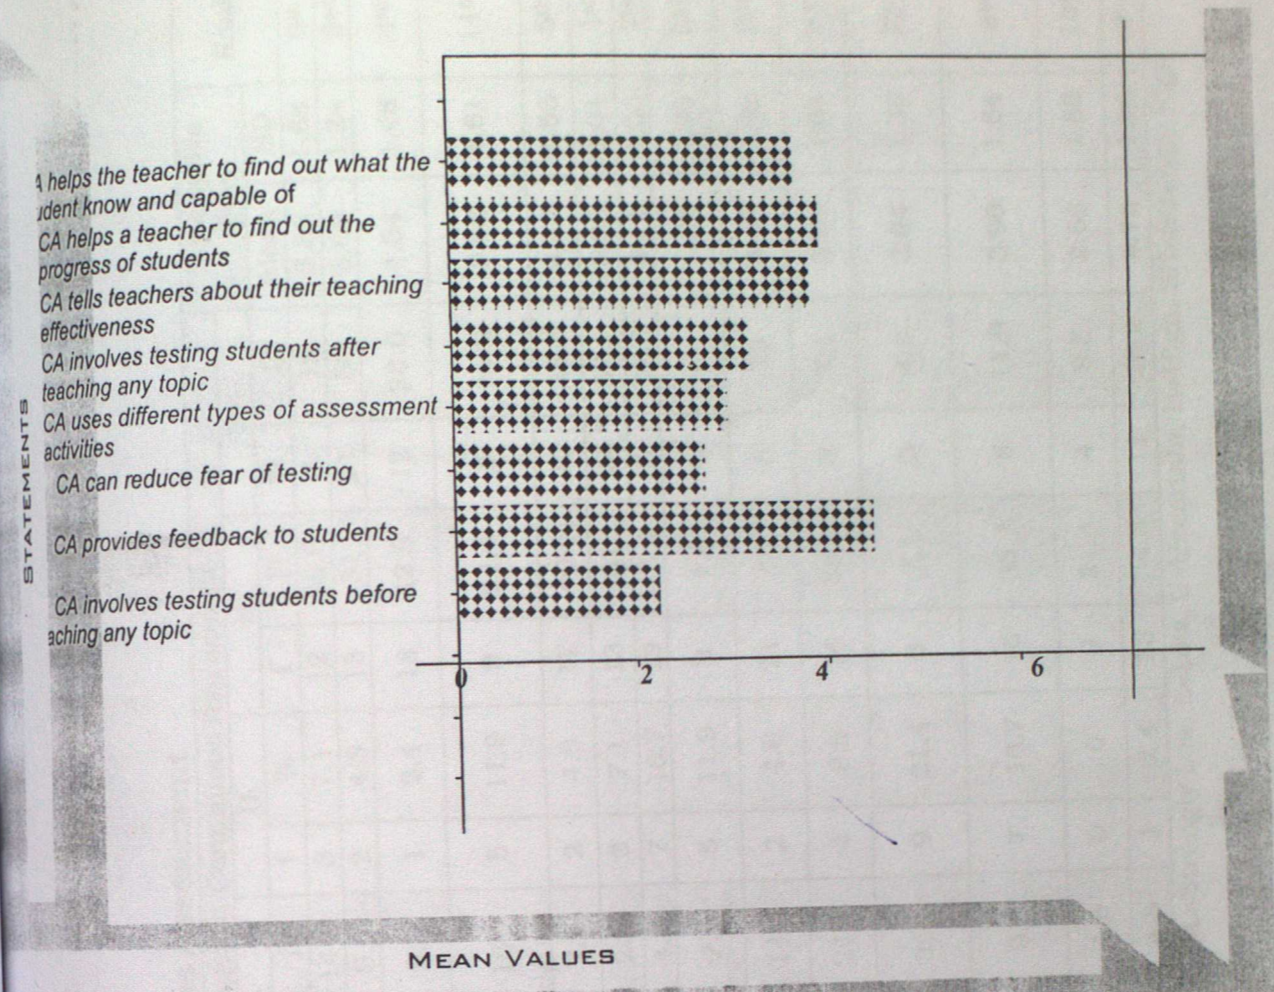 helps the teacher to find out what the
know and capable of
CA helps a teacher to find out the
progress of students
CA tells teachers about their teaching
effectiveness
CA involves testing students after
teaching any topic
CA uses different types of assessment
activities
CA can reduce fear of testing
CA provides feedback to students
CA involves testing students before
any topic
STATEMENTS
0 2 4 6
MEAN VALUES